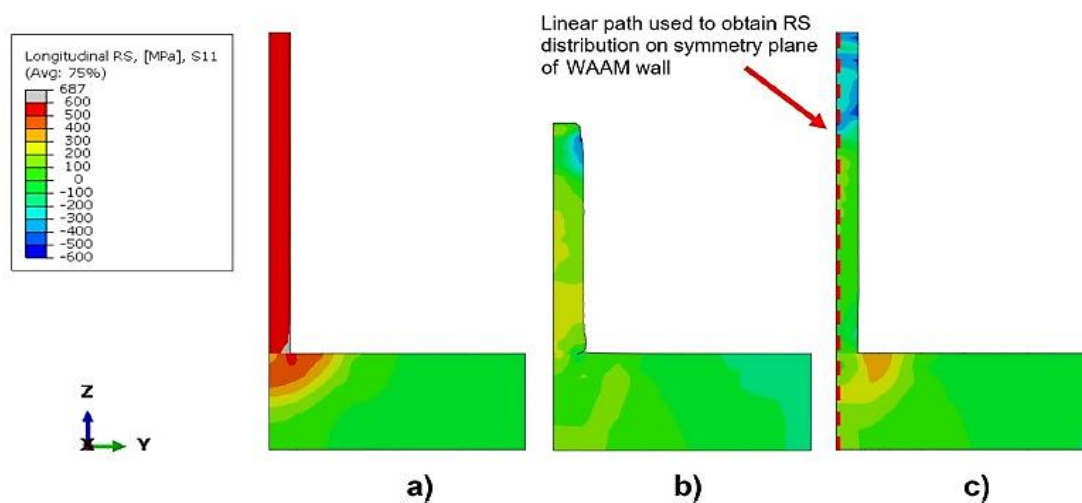 Linear path used to obtain RS
distribution on symmetry plane
of WAAM wall
Longitudinal RS, [MPa], S11
(Avg: 75%)
687
600
500
400
300
200
100
0
-100
-200
-300
-400
-500
-600
Z
X
Y
a)
b)
c)